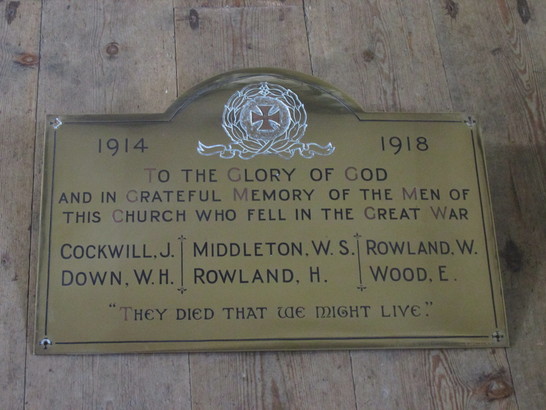 1914 1918
TO THE GLORY OF GOD
AND IN GRATEFUL MEMORY OF THE MEN OF
THIS CHURCH WHO FELL IN THE GREAT WAR
COCKWILL, J. MIDDLETON, W. S. ROWLAND, W.
DOWN, W. H. ROWLAND, H. WOOD, E.
"THEY DIED THAT WE MIGHT LIVE."